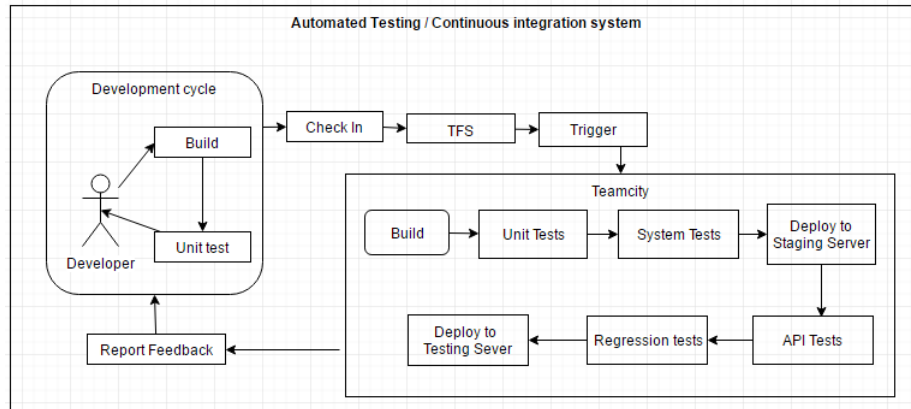 Automated Testing / Continuous integration system
Development cycle
Build
Unit test
Developer
Check In
TFS
Trigger
Teamcity
Build
Unit Tests
System Tests
Deploy to
Staging Server
API Tests
Regression tests
Deploy to
Testing Sever
Report Feedback